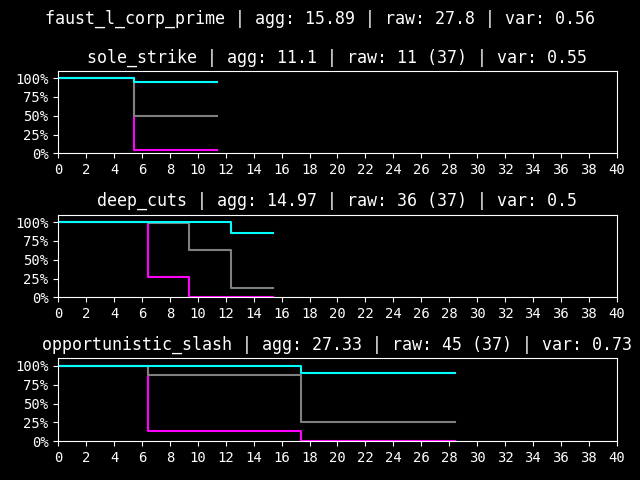 faust_l_corp_prime | agg: 15.89 | raw: 27.8 | var: 0.56
sole_strike | agg: 11.1 | raw: 11 (37) | var: 0.55
100%
75%
50%
25%
0%
0 2 4 6 8 10 12 14 16 18 20 22 24 26 28 30 32 34 36 38 40
deep_cuts | agg: 14.97 | raw: 36 (37) | var: 0.5
100%
75%
50%
25%
0%
0 2 4 6 8 10 12 14 16 18 20 22 24 26 28 30 32 34 36 38 40
opportunistic_slash | agg: 27.33 | raw: 45 (37) | var: 0.73
100%
75%
50%
25%
0%
0 2 4 6 8 10 12 14 16 18 20 22 24 26 28 30 32 34 36 38 40